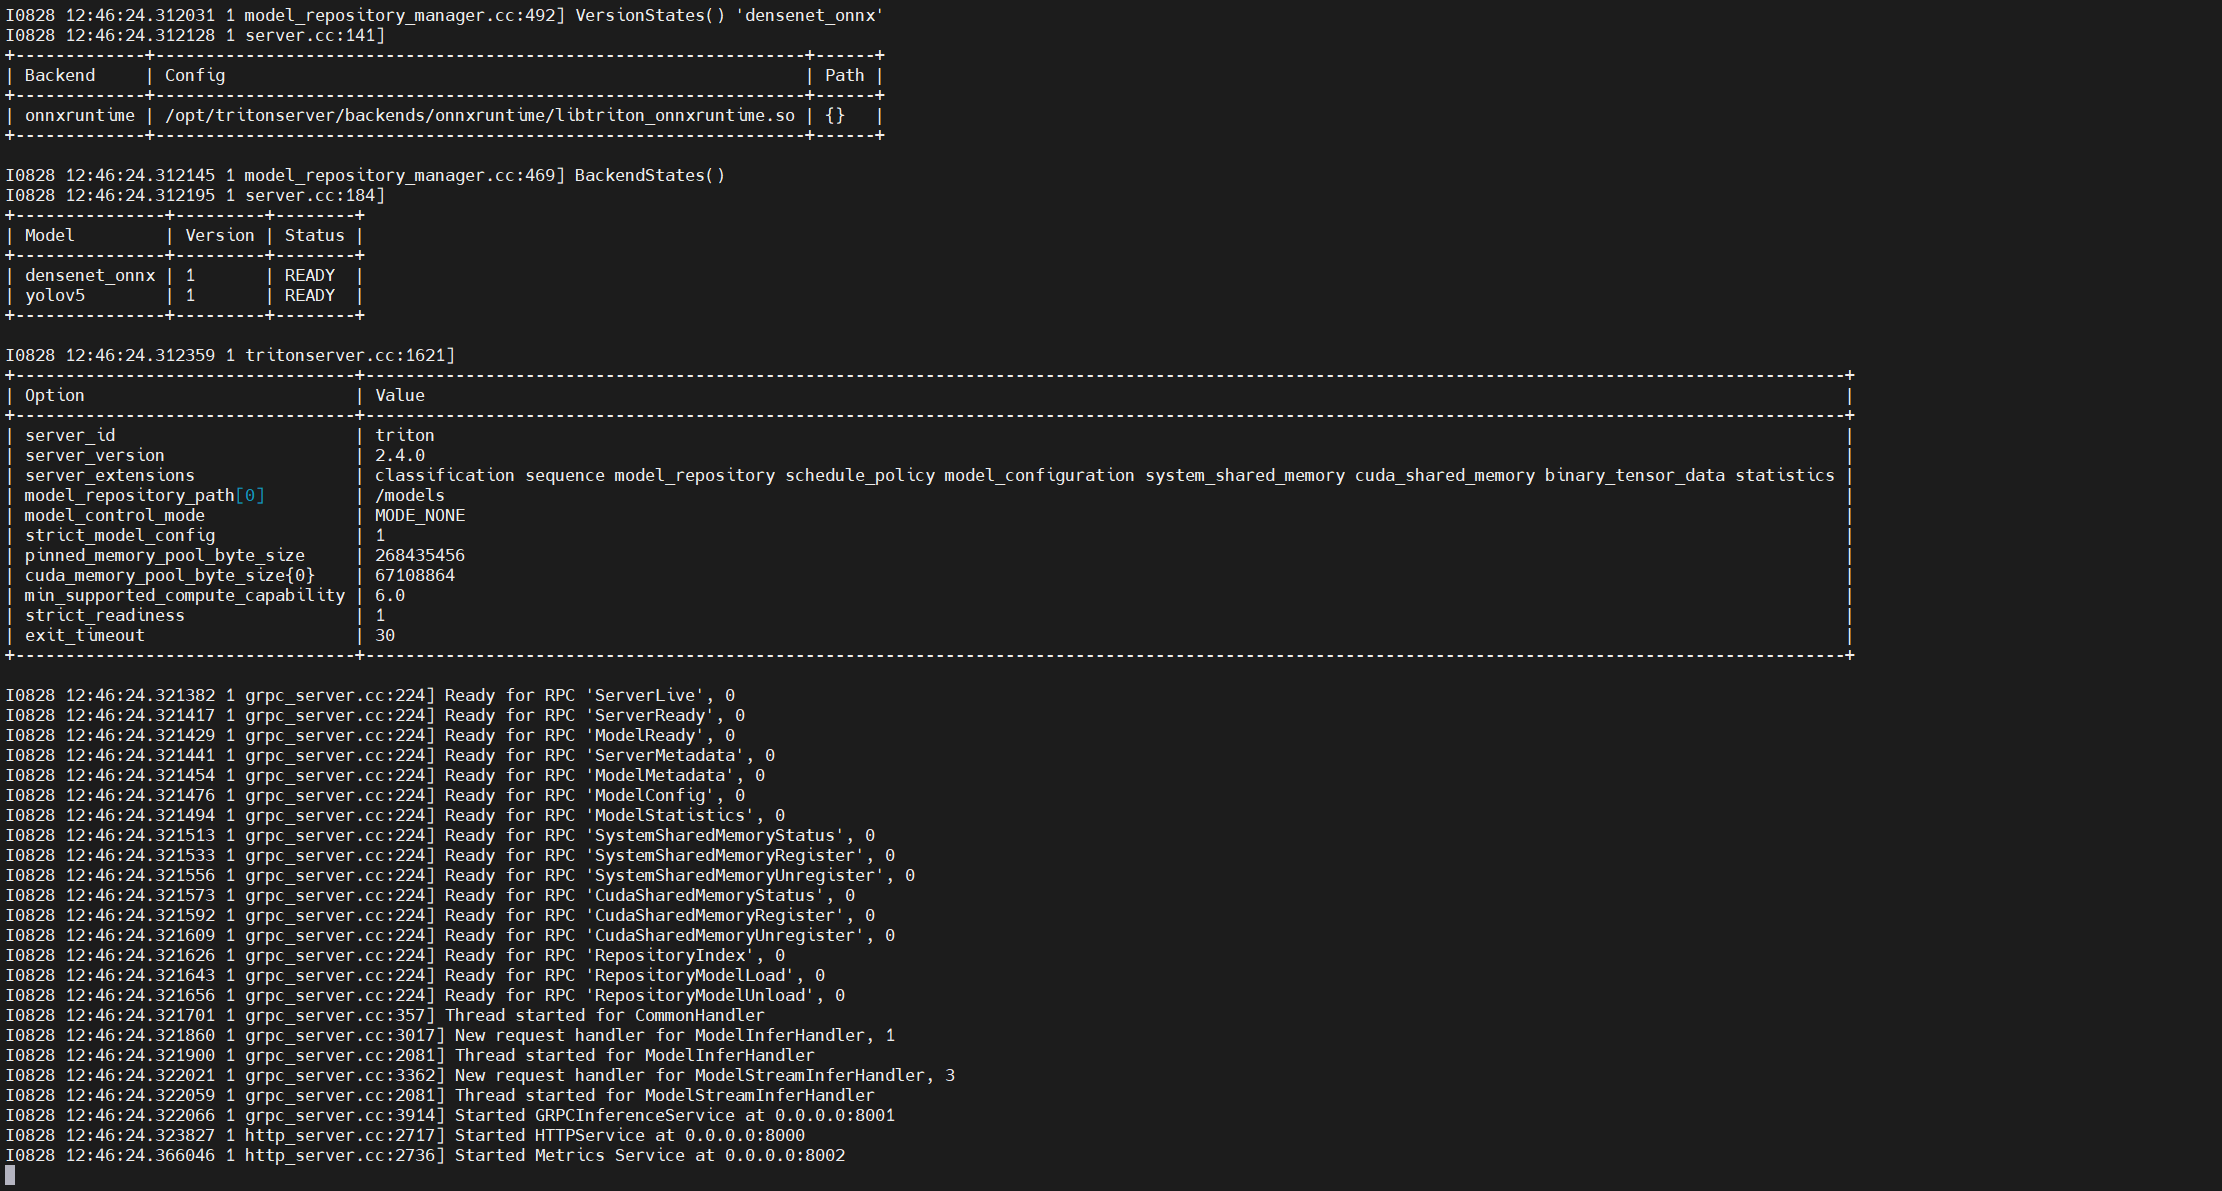 I0828 12:46:24.312031 1 model_repository_manager.cc:492] VersionStates() 'densenet_onnx'
I0828 12:46:24.312128 1 server.cc:141]
+-------------+-----------------------------------------------------------------+------+
| Backend     | Config                                                          | Path |
+-------------+-----------------------------------------------------------------+------+
| onnxruntime | /opt/tritonserver/backends/onnxruntime/libtriton_onnxruntime.so | {}   |
+-------------+-----------------------------------------------------------------+------+

I0828 12:46:24.312145 1 model_repository_manager.cc:469] BackendStates()
I0828 12:46:24.312195 1 server.cc:184]
+---------------+---------+--------+
| Model         | Version | Status |
+---------------+---------+--------+
| densenet_onnx | 1       | READY  |
| yolov5        | 1       | READY  |
+---------------+---------+--------+

I0828 12:46:24.312359 1 tritonserver.cc:1621]
+----------------------------------+----------------------------------------------------------------------------------------------------------------------------------------------------+
| Option                           | Value                                                                                                                                              |
+----------------------------------+----------------------------------------------------------------------------------------------------------------------------------------------------+
| server_id                        | triton                                                                                                                                             |
| server_version                   | 2.4.0                                                                                                                                              |
| server_extensions                | classification sequence model_repository schedule_policy model_configuration system_shared_memory cuda_shared_memory binary_tensor_data statistics |
| model_repository_path[0]         | /models                                                                                                                                            |
| model_control_mode               | MODE_NONE                                                                                                                                          |
| strict_model_config              | 1                                                                                                                                                  |
| pinned_memory_pool_byte_size     | 268435456                                                                                                                                          |
| cuda_memory_pool_byte_size{0}    | 67108864                                                                                                                                           |
| min_supported_compute_capability | 6.0                                                                                                                                                |
| strict_readiness                 | 1                                                                                                                                                  |
| exit_timeout                     | 30                                                                                                                                                 |
+----------------------------------+----------------------------------------------------------------------------------------------------------------------------------------------------+

I0828 12:46:24.321382 1 grpc_server.cc:224] Ready for RPC 'ServerLive', 0
I0828 12:46:24.321417 1 grpc_server.cc:224] Ready for RPC 'ServerReady', 0
I0828 12:46:24.321429 1 grpc_server.cc:224] Ready for RPC 'ModelReady', 0
I0828 12:46:24.321441 1 grpc_server.cc:224] Ready for RPC 'ServerMetadata', 0
I0828 12:46:24.321454 1 grpc_server.cc:224] Ready for RPC 'ModelMetadata', 0
I0828 12:46:24.321476 1 grpc_server.cc:224] Ready for RPC 'ModelConfig', 0
I0828 12:46:24.321494 1 grpc_server.cc:224] Ready for RPC 'ModelStatistics', 0
I0828 12:46:24.321513 1 grpc_server.cc:224] Ready for RPC 'SystemSharedMemoryStatus', 0
I0828 12:46:24.321533 1 grpc_server.cc:224] Ready for RPC 'SystemSharedMemoryRegister', 0
I0828 12:46:24.321556 1 grpc_server.cc:224] Ready for RPC 'SystemSharedMemoryUnregister', 0
I0828 12:46:24.321573 1 grpc_server.cc:224] Ready for RPC 'CudaSharedMemoryStatus', 0
I0828 12:46:24.321592 1 grpc_server.cc:224] Ready for RPC 'CudaSharedMemoryRegister', 0
I0828 12:46:24.321609 1 grpc_server.cc:224] Ready for RPC 'CudaSharedMemoryUnregister', 0
I0828 12:46:24.321626 1 grpc_server.cc:224] Ready for RPC 'RepositoryIndex', 0
I0828 12:46:24.321643 1 grpc_server.cc:224] Ready for RPC 'RepositoryModelLoad', 0
I0828 12:46:24.321656 1 grpc_server.cc:224] Ready for RPC 'RepositoryModelUnload', 0
I0828 12:46:24.321701 1 grpc_server.cc:357] Thread started for CommonHandler
I0828 12:46:24.321860 1 grpc_server.cc:3017] New request handler for ModelInferHandler, 1
I0828 12:46:24.321900 1 grpc_server.cc:2081] Thread started for ModelInferHandler
I0828 12:46:24.322021 1 grpc_server.cc:3362] New request handler for ModelStreamInferHandler, 3
I0828 12:46:24.322059 1 grpc_server.cc:2081] Thread started for ModelStreamInferHandler
I0828 12:46:24.322066 1 grpc_server.cc:3914] Started GRPCInferenceService at 0.0.0.0:8001
I0828 12:46:24.323827 1 http_server.cc:2717] Started HTTPService at 0.0.0.0:8000
I0828 12:46:24.366046 1 http_server.cc:2736] Started Metrics Service at 0.0.0.0:8002